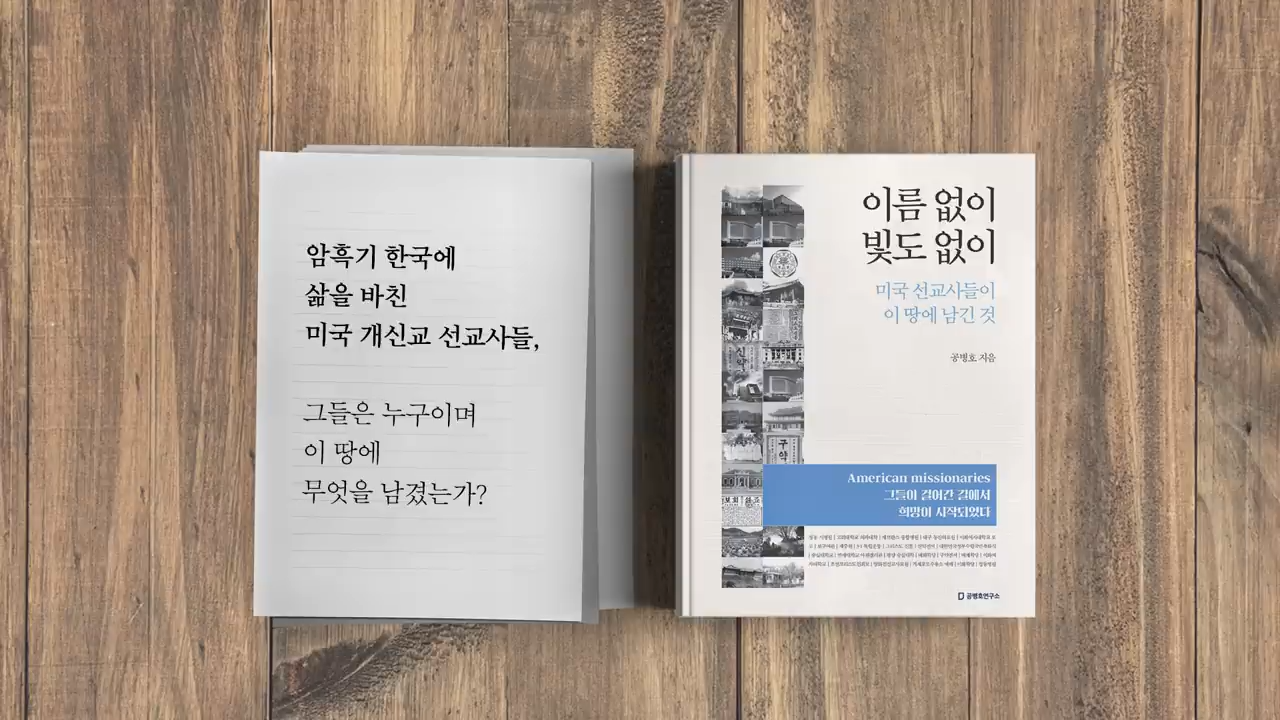 암흑기 한국에
삶을 바친
미국 개신교 선교사들,
그들은 누구이며
이 땅에
무엇을 남겼는가?
이름 없이
빛도 없이
미국 선교사들이
이 땅에 남긴 것
공병호 지음
신약
구약
American missionaries
그들이 걸어간 길에서
희망이 시작되었다
공병호연구소